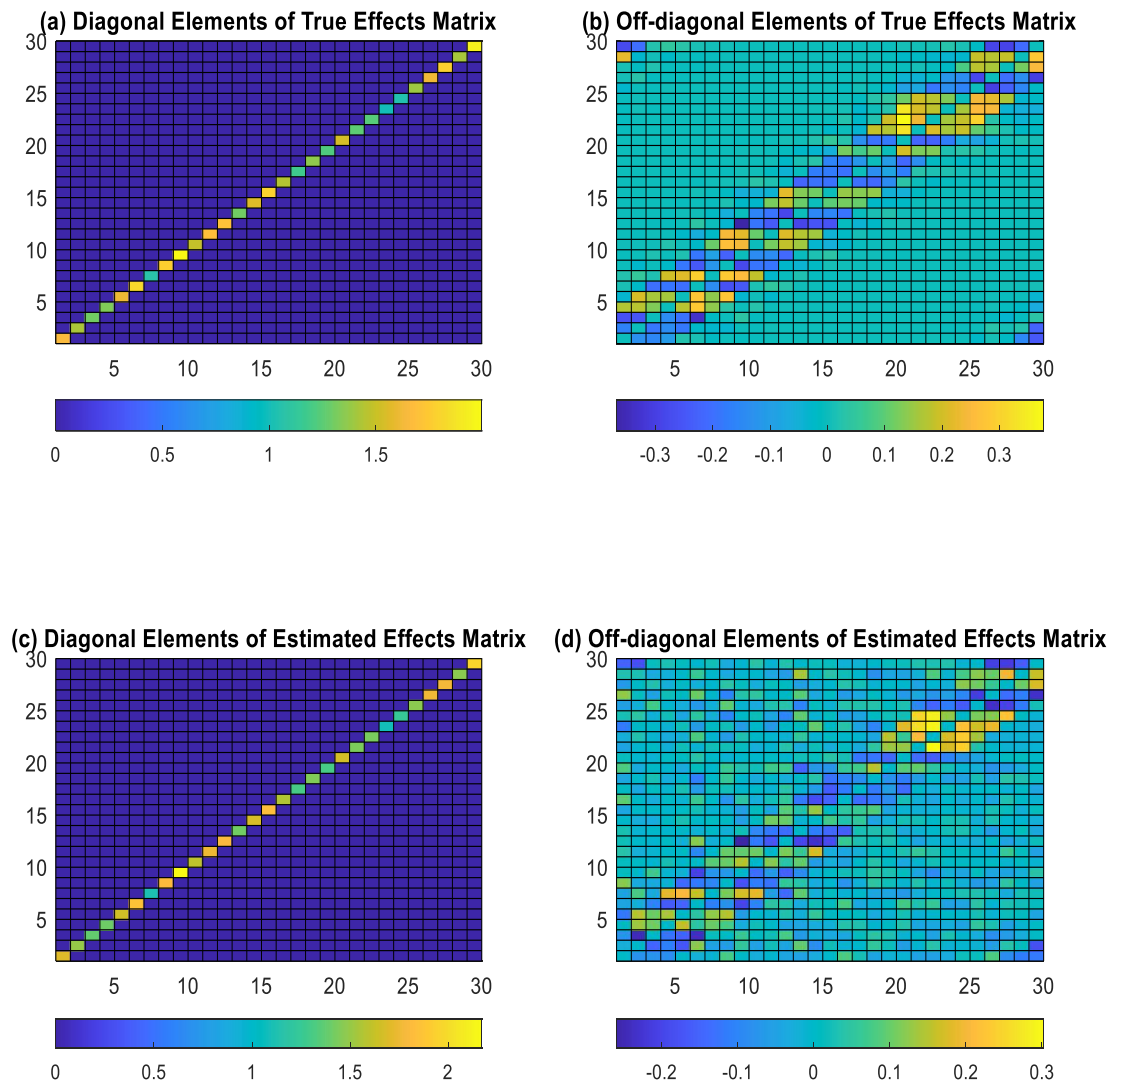 (a) Diagonal Elements of True Effects Matrix
30
25
20
15
10
5
5 10 15 20 25 30
0 0.5 1 1.5
(b) Off-diagonal Elements of True Effects Matrix
30
25
20
15
10
5
5 10 15 20 25 30
-0.3 -0.2 -0.1 0 0.1 0.2 0.3
(c) Diagonal Elements of Estimated Effects Matrix
30
25
20
15
10
5
5 10 15 20 25 30
0 0.5 1 1.5 2
(d) Off-diagonal Elements of Estimated Effects Matrix
30
25
20
15
10
5
5 10 15 20 25 30
-0.2 -0.1 0 0.1 0.2 0.3